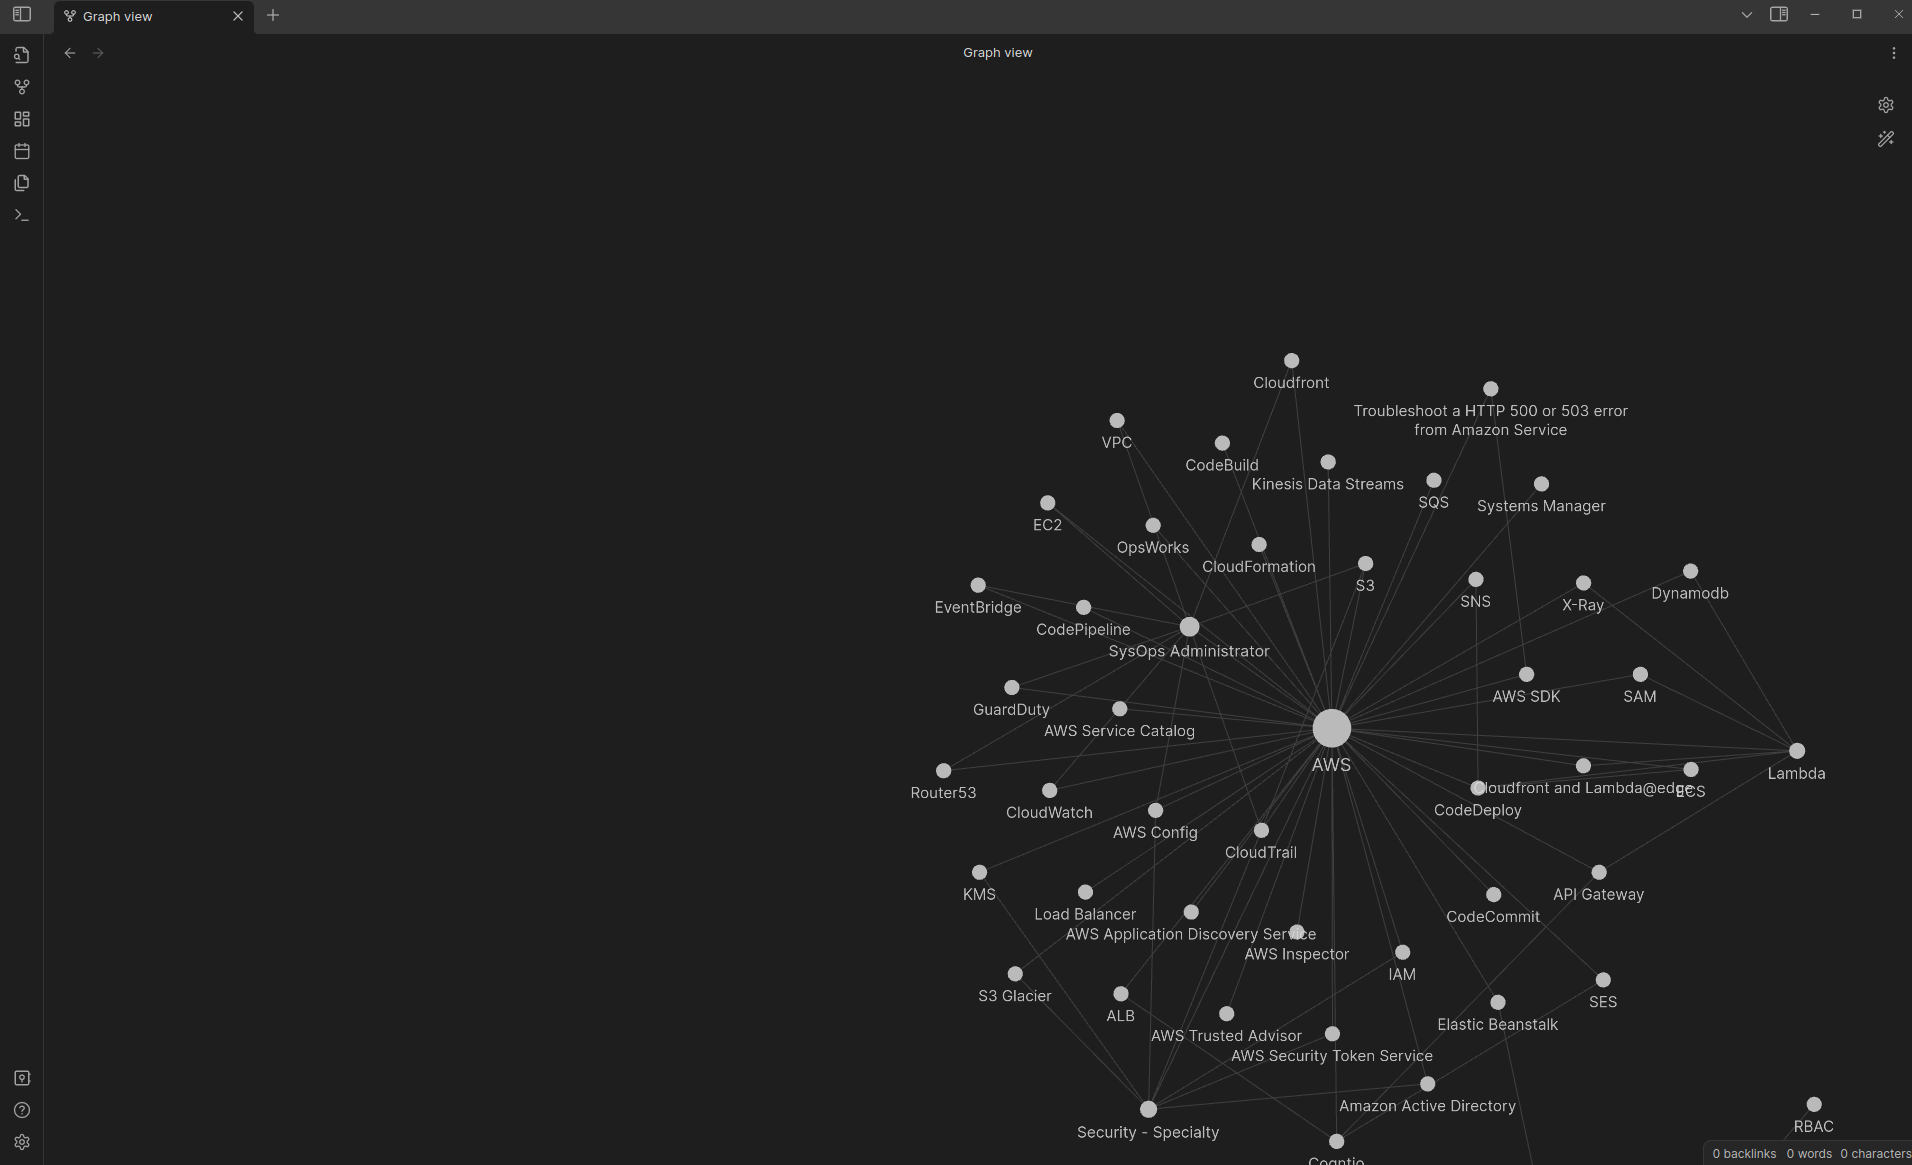 Graph view
Graph view
Cloudfront
Troubleshoot a HTTP 500 or 503 error
from Amazon Service
VPC
CodeBuild
Kinesis Data Streams
SQS
Systems Manager
EC2
OpsWorks
CloudFormation
S3
SNS
X-Ray
Dynamodb
EventBridge
CodePipeline
SysOps Administrator
AWS SDK
SAM
GuardDuty
AWS Service Catalog
AWS
Lambda
Router53
Cloudfront and Lambda@edge
ECS
CloudWatch
CodeDeploy
AWS Config
CloudTrail
KMS
API Gateway
Load Balancer
CodeCommit
AWS Application Discovery Service
AWS Inspector
IAM
S3 Glacier
SES
ALB
Elastic Beanstalk
AWS Trusted Advisor
AWS Security Token Service
Amazon Active Directory
RBAC
Security - Specialty
Cogntio
0 backlinks 0 words 0 characters